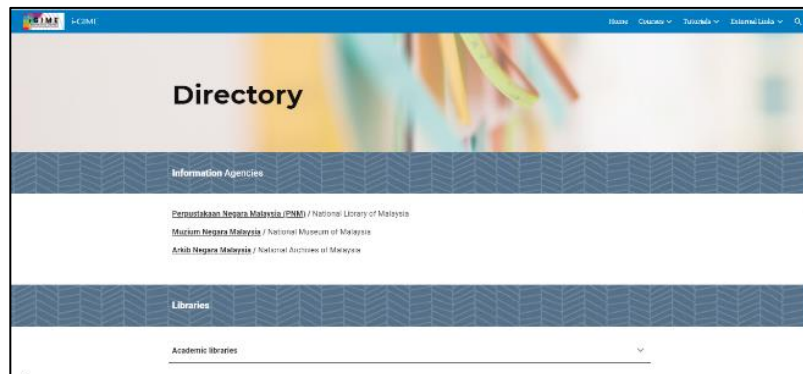 i-GIME
Home Courses Tutorials External Links
Directory
Information Agencies
Perpustakaan Negara Malaysia (PNM) / National Library of Malaysia
Muzium Negara Malaysia / National Museum of Malaysia
Arkib Negara Malaysia / National Archives of Malaysia
Libraries
Academic libraries